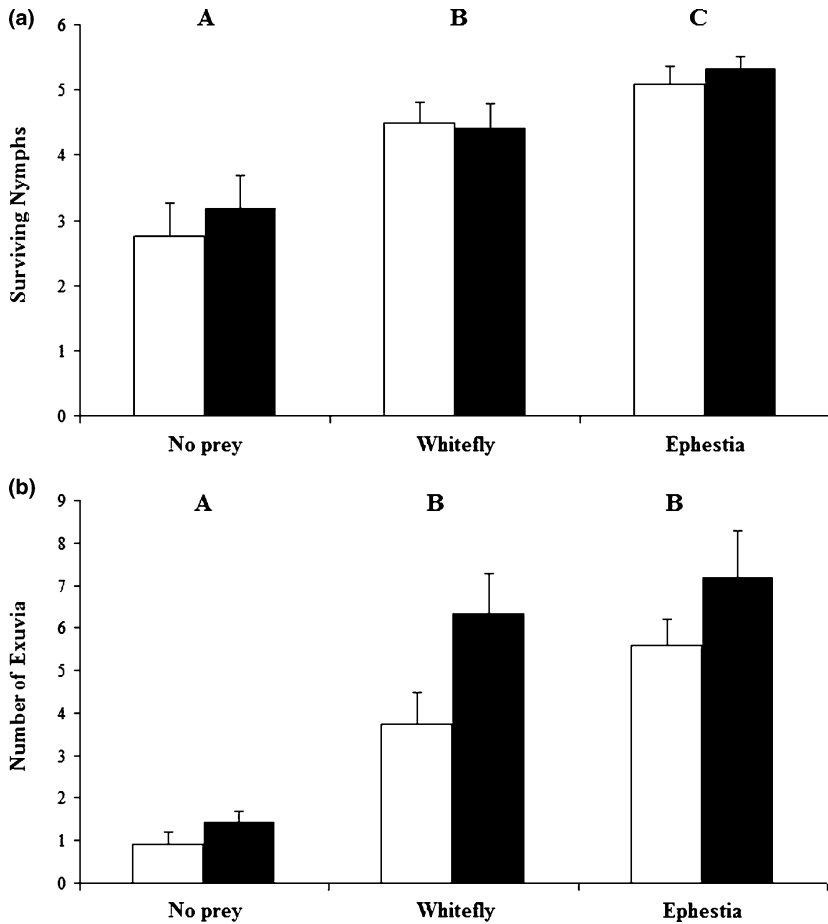 (a)
A B C
6
5
4
3
2
1
0
Surviving Nymphs
No prey Whitefly Ephestia
(b)
A B B
9
8
7
6
5
4
3
2
1
0
Number of Exuvia
No prey Whitefly Ephestia